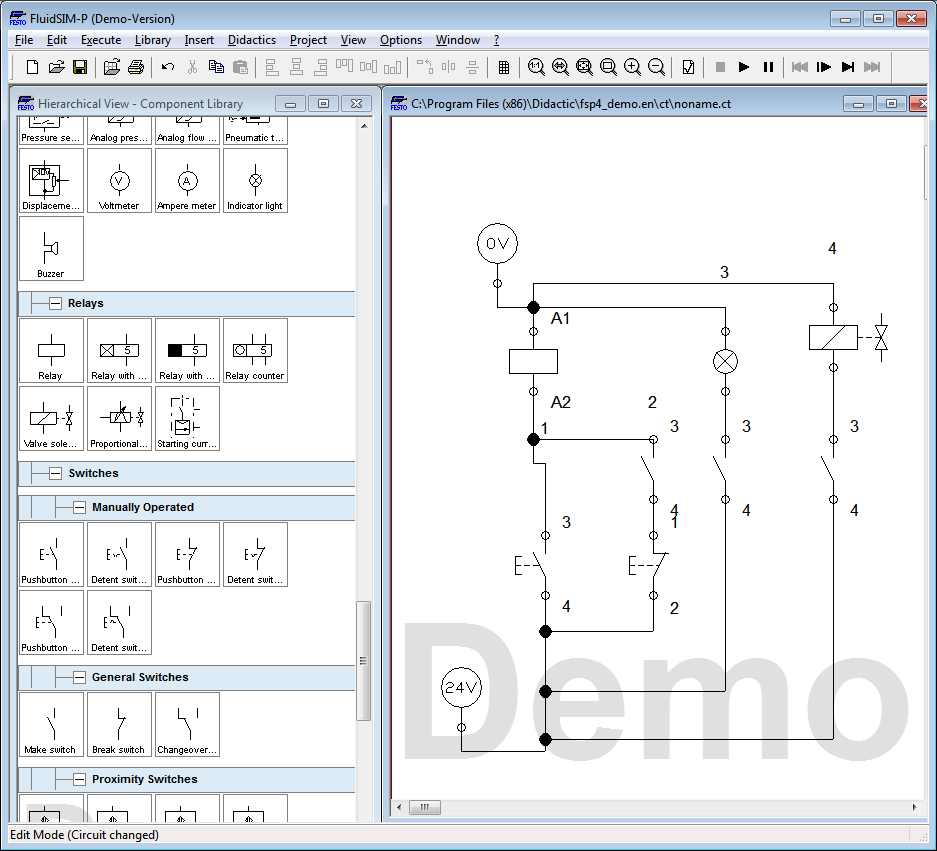 FluidSIM-P (Demo-Version)
File Edit Execute Library Insert Didactics Project View Options Window ?
Hierarchical View - Component Library
C:\Program Files (x86)\Didactic\fsp4_demo.en\ct\noname.ct
Pressure se... Analog pres... Analog flow ... Pneumatic t...
Displaceme... Voltmeter Ampere meter Indicator light
Buzzer
Relays
5 5 5
Relay Relay with ... Relay with ... Relay counter
Valve sole... Proportional... Starting curr...
Switches
Manually Operated
Pushbutton ... Detent swit... Pushbutton ... Detent swit...
Pushbutton ... Detent swit...
General Switches
Make switch Break switch Changeover...
Proximity Switches
0V
4
3
A1
A2
2
1
3
3
3
4
1
4
4
3
4
2
24V
Demo
Edit Mode (Circuit changed)